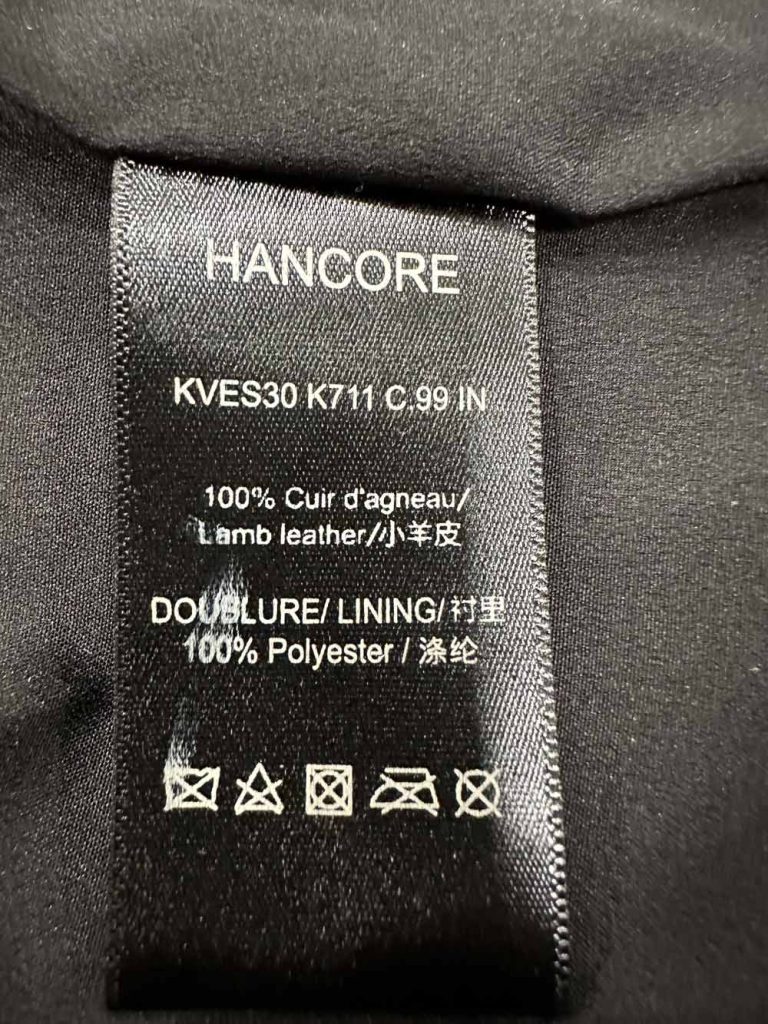 HANCORE
KVES30 K711 C.99 IN
100% Cuir d'agneau/
Lamb leather/小羊皮
DOUBLURE/ LINING/衬里
100% Polyester / 涤纶